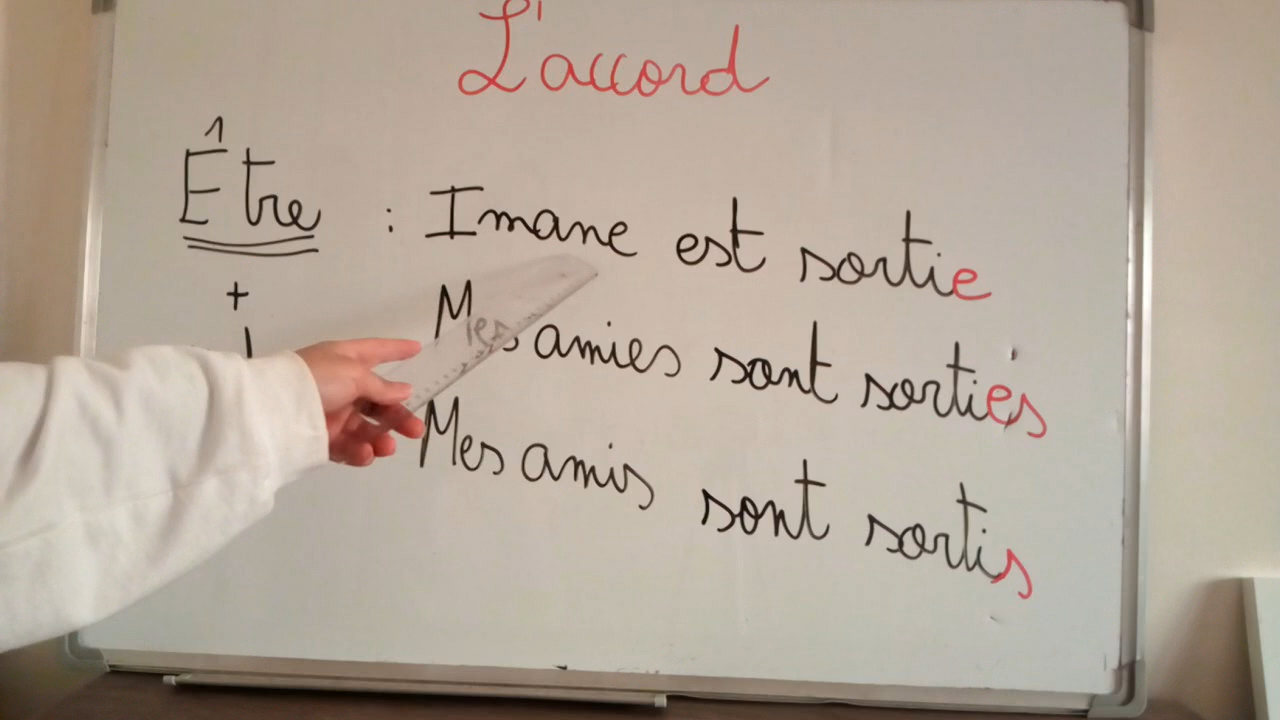 L'accord
Être : Imane est sortie
+
Mes amies sont sorties
Mes amis sont sortis